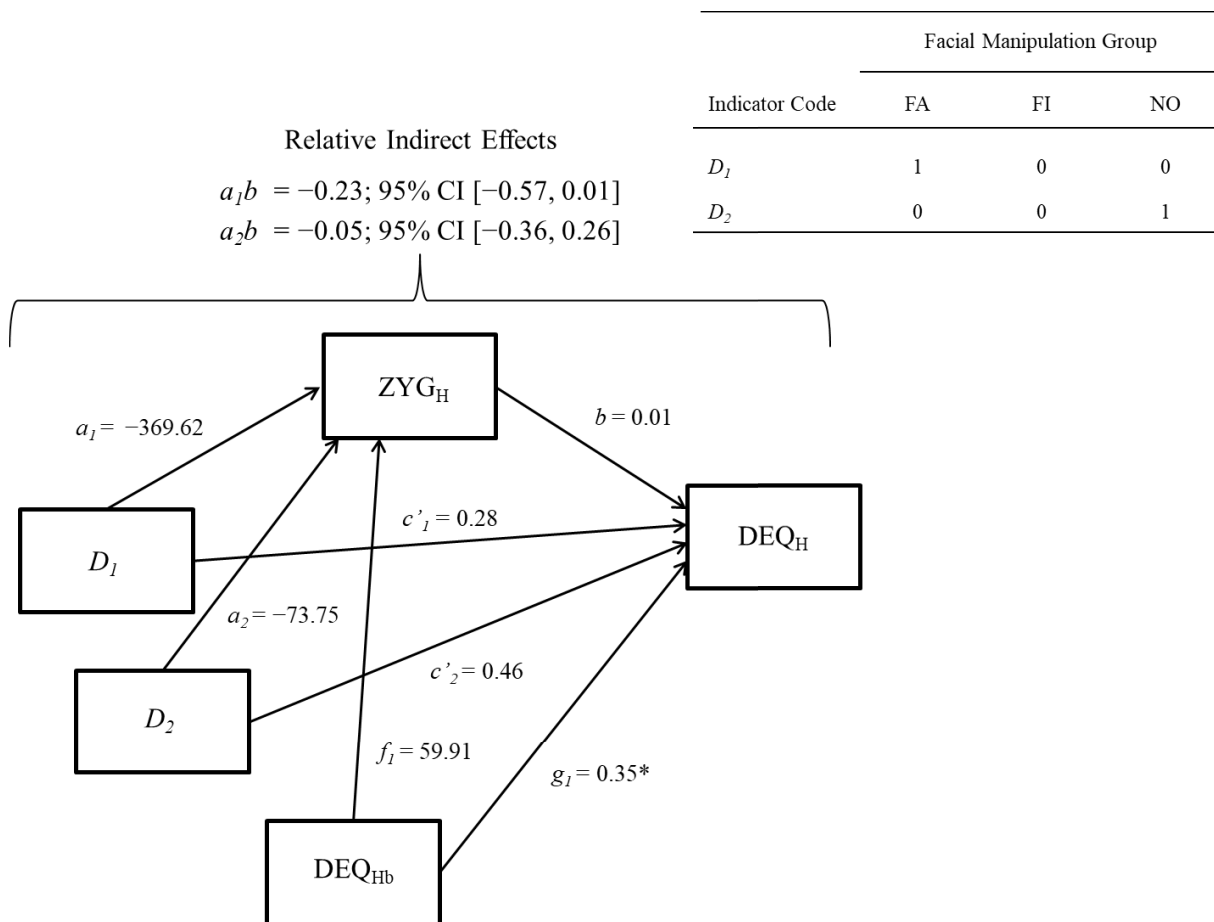 Facial Manipulation Group
Indicator Code FA FI NO
D₁ 1 0 0
D₂ 0 0 1
Relative Indirect Effects
a₁b = −0.23; 95% CI [−0.57, 0.01]
a₂b = −0.05; 95% CI [−0.36, 0.26]
ZYG_H
a₁ = −369.62
b = 0.01
D₁
c’₁ = 0.28
DEQ_H
a₂ = −73.75
c’₂ = 0.46
D₂
f₁ = 59.91
g₁ = 0.35*
DEQ_Hb